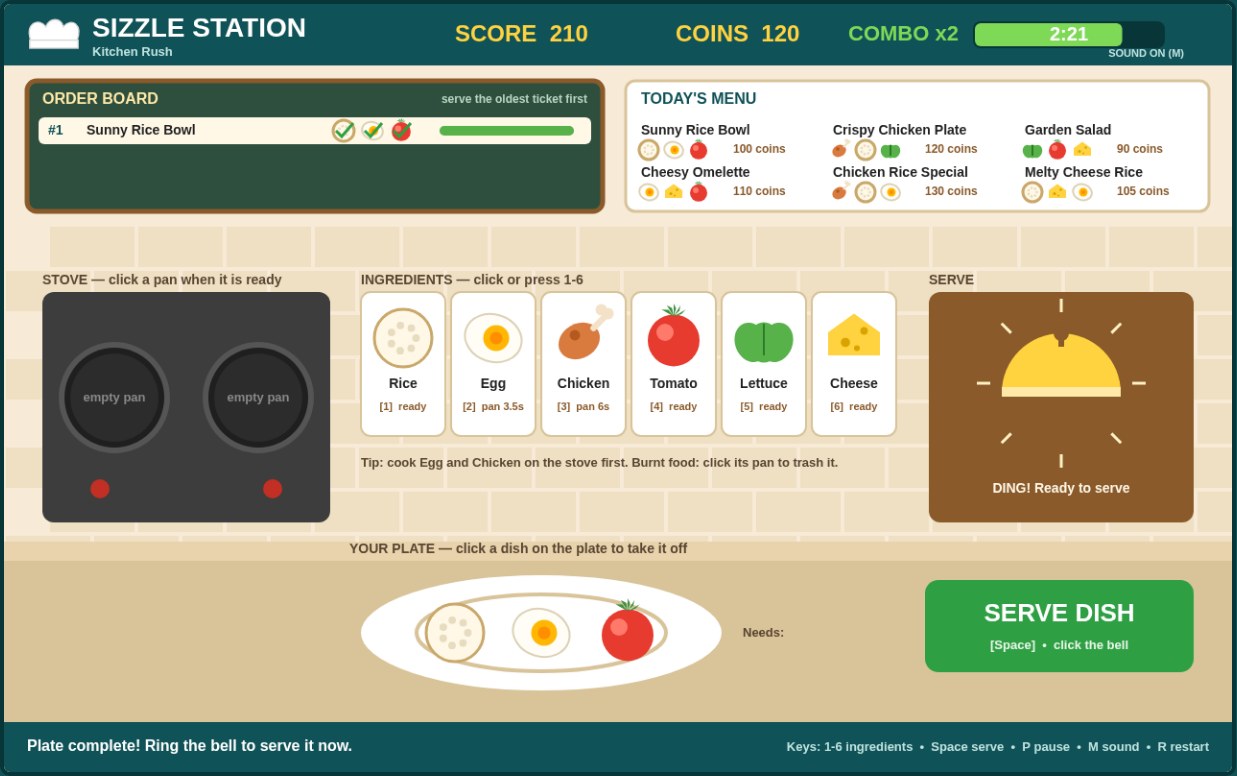 SIZZLE STATION
Kitchen Rush
SCORE 210
COINS 120
COMBO x2
2:21
SOUND ON (M)
ORDER BOARD
serve the oldest ticket first
#1 Sunny Rice Bowl
TODAY'S MENU
Sunny Rice Bowl
100 coins
Crispy Chicken Plate
120 coins
Garden Salad
90 coins
Cheesy Omelette
110 coins
Chicken Rice Special
130 coins
Melty Cheese Rice
105 coins
STOVE — click a pan when it is ready
empty pan
empty pan
INGREDIENTS — click or press 1-6
Rice
[1] ready
Egg
[2] pan 3.5s
Chicken
[3] pan 6s
Tomato
[4] ready
Lettuce
[5] ready
Cheese
[6] ready
Tip: cook Egg and Chicken on the stove first. Burnt food: click its pan to trash it.
SERVE
DING! Ready to serve
YOUR PLATE — click a dish on the plate to take it off
Needs:
SERVE DISH
[Space] • click the bell
Plate complete! Ring the bell to serve it now.
Keys: 1-6 ingredients • Space serve • P pause • M sound • R restart